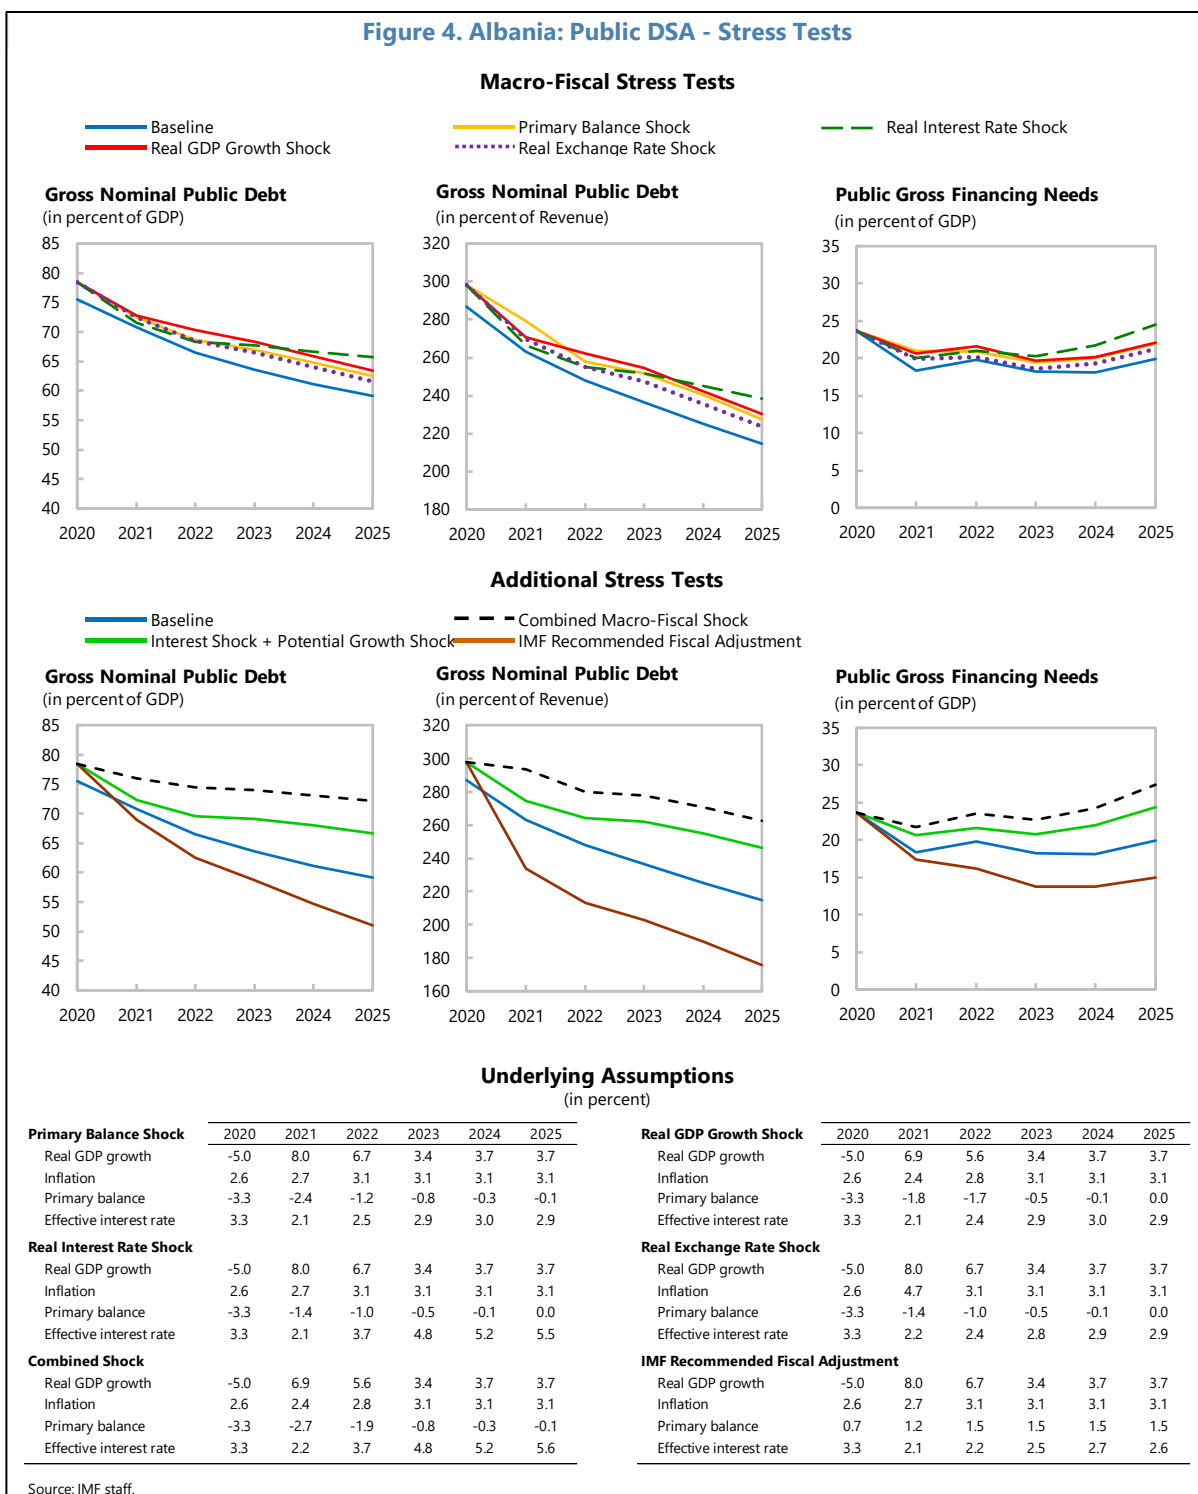 Figure 4. Albania: Public DSA - Stress Tests
Macro-Fiscal Stress Tests
Baseline
Primary Balance Shock
Real Interest Rate Shock
Real GDP Growth Shock
Real Exchange Rate Shock
Gross Nominal Public Debt
(in percent of GDP)
85
80
75
70
65
60
55
50
45
40
2020 2021 2022 2023 2024 2025
Gross Nominal Public Debt
(in percent of Revenue)
320
300
280
260
240
220
200
180
2020 2021 2022 2023 2024 2025
Public Gross Financing Needs
(in percent of GDP)
35
30
25
20
15
10
5
0
2020 2021 2022 2023 2024 2025
Additional Stress Tests
Baseline
Combined Macro-Fiscal Shock
Interest Shock + Potential Growth Shock
IMF Recommended Fiscal Adjustment
Gross Nominal Public Debt
(in percent of GDP)
85
80
75
70
65
60
55
50
45
40
2020 2021 2022 2023 2024 2025
Gross Nominal Public Debt
(in percent of Revenue)
320
300
280
260
240
220
200
180
160
2020 2021 2022 2023 2024 2025
Public Gross Financing Needs
(in percent of GDP)
35
30
25
20
15
10
5
0
2020 2021 2022 2023 2024 2025
Underlying Assumptions
(in percent)
Primary Balance Shock 2020 2021 2022 2023 2024 2025
Real GDP growth -5.0 8.0 6.7 3.4 3.7 3.7
Inflation 2.6 2.7 3.1 3.1 3.1 3.1
Primary balance -3.3 -2.4 -1.2 -0.8 -0.3 -0.1
Effective interest rate 3.3 2.1 2.5 2.9 3.0 2.9
Real Interest Rate Shock
Real GDP growth -5.0 8.0 6.7 3.4 3.7 3.7
Inflation 2.6 2.7 3.1 3.1 3.1 3.1
Primary balance -3.3 -1.4 -1.0 -0.5 -0.1 0.0
Effective interest rate 3.3 2.1 3.7 4.8 5.2 5.5
Combined Shock
Real GDP growth -5.0 6.9 5.6 3.4 3.7 3.7
Inflation 2.6 2.4 2.8 3.1 3.1 3.1
Primary balance -3.3 -2.7 -1.9 -0.8 -0.3 -0.1
Effective interest rate 3.3 2.2 3.7 4.8 5.2 5.6
Real GDP Growth Shock 2020 2021 2022 2023 2024 2025
Real GDP growth -5.0 6.9 5.6 3.4 3.7 3.7
Inflation 2.6 2.4 2.8 3.1 3.1 3.1
Primary balance -3.3 -1.8 -1.7 -0.5 -0.1 0.0
Effective interest rate 3.3 2.1 2.4 2.9 3.0 2.9
Real Exchange Rate Shock
Real GDP growth -5.0 8.0 6.7 3.4 3.7 3.7
Inflation 2.6 4.7 3.1 3.1 3.1 3.1
Primary balance -3.3 -1.4 -1.0 -0.5 -0.1 0.0
Effective interest rate 3.3 2.2 2.4 2.8 2.9 2.9
IMF Recommended Fiscal Adjustment
Real GDP growth -5.0 8.0 6.7 3.4 3.7 3.7
Inflation 2.6 2.7 3.1 3.1 3.1 3.1
Primary balance 0.7 1.2 1.5 1.5 1.5 1.5
Effective interest rate 3.3 2.1 2.2 2.5 2.7 2.6
Source: IMF staff.